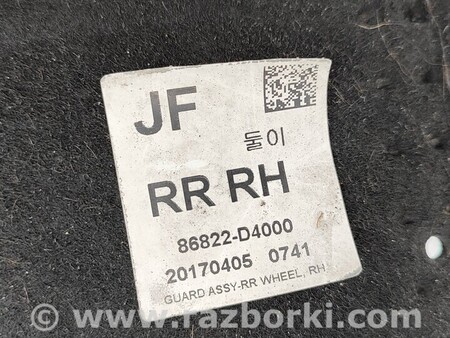 JF
둘이
RR RH
86822-D4000
20170405 0741
GUARD ASSY-RR WHEEL, RH
www.razborki.com